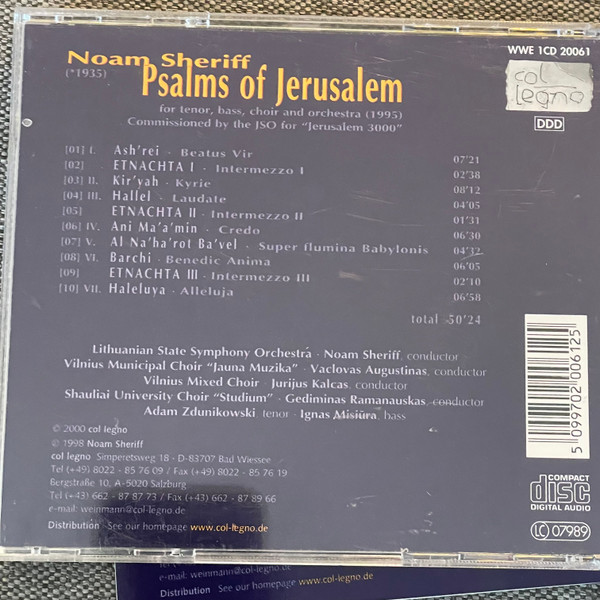 WWE 1CD 20061
col legno
DDD
Noam Sheriff
(*1935)
Psalms of Jerusalem
for tenor, bass, choir and orchestra (1995)
Commissioned by the JSO for "Jerusalem 3000"
[01] I. Ash'rei · Beatus Vir 07'21
[02] ETNACHTA I · Intermezzo I 02'38
[03] II. Kir'yah · Kyrie 08'12
[04] III. Hallel · Laudate 04'05
[05] ETNACHTA II · Intermezzo II 01'31
[06] IV. Ani Ma'a'min · Credo 06'30
[07] V. Al Na'ha'rot Ba'vel · Super flumina Babylonis 04'32
[08] VI. Barchi · Benedic Anima 06'05
[09] ETNACHTA III · Intermezzo III 02'10
[10] VII. Haleluya · Alleluja 06'58
total 50'24
Lithuanian State Symphony Orchestra · Noam Sheriff, conductor
Vilnius Municipal Choir "Jauna Muzika" · Vaclovas Augustinas, conductor
Vilnius Mixed Choir · Jurijus Kalcas, conductor
Shauliai University Choir "Studium" · Gediminas Ramanauskas, conductor
Adam Zdunikowski, tenor · Ignas Misiūra, bass
© 2000 col legno
℗ 1998 Noam Sheriff
col legno Simperetsweg 18 · D-83707 Bad Wiessee
Tel (+49) 8022 - 85 76 09 / Fax (+49) 8022 - 85 76 19
Bergstraße 10, A-5020 Salzburg
Tel (+43) 662 - 87 87 73 / Fax (+43) 662 - 87 89 66
e-mail: weinmann@col-legno.de
Distribution See our homepage www.col-legno.de
5 099702 006125
COMPACT
disc
DIGITAL AUDIO
LC 07989
e-mail: weinmann@col-legno.de
Distribution See our homepage www.col-legno.de